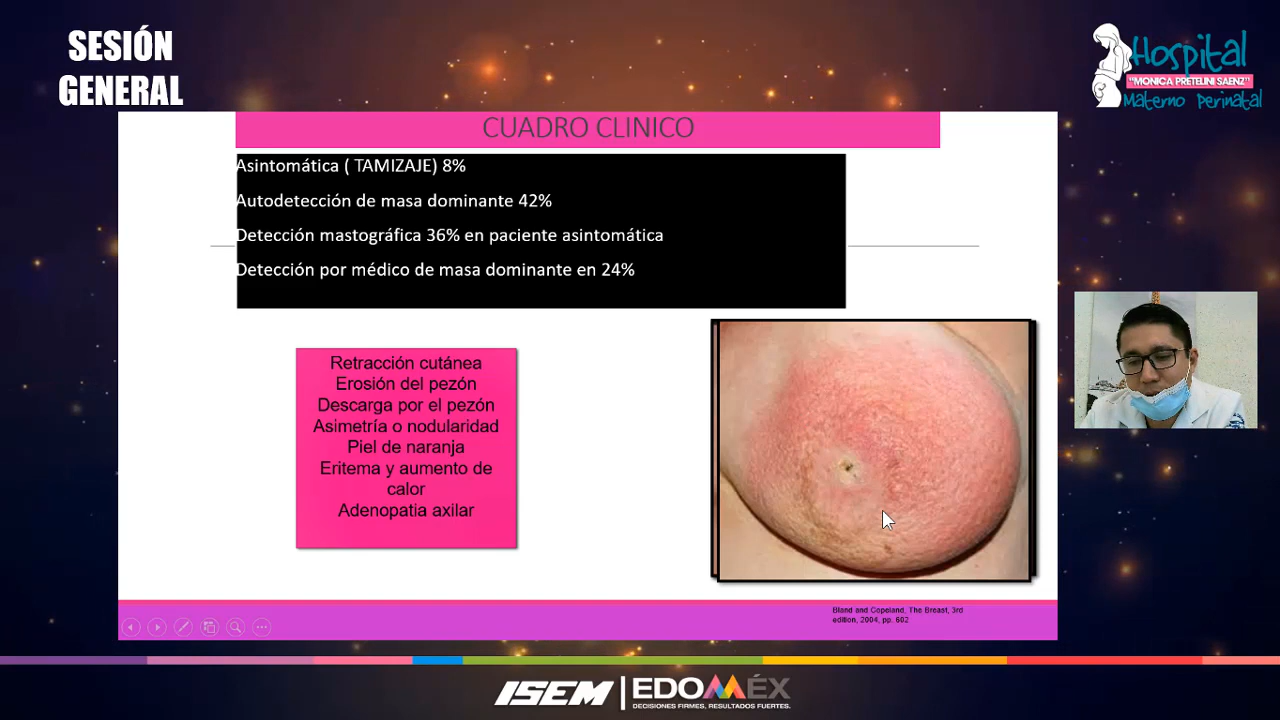 SESIÓN
GENERAL
Hospital
"MONICA PRETELINI SAENZ"
Materno Perinatal
CUADRO CLINICO
Asintomática ( TAMIZAJE) 8%
Autodetección de masa dominante 42%
Detección mastográfica 36% en paciente asintomática
Detección por médico de masa dominante en 24%
Retracción cutánea
Erosión del pezón
Descarga por el pezón
Asimetría o nodularidad
Piel de naranja
Eritema y aumento de
calor
Adenopatia axilar
Bland and Copeland, The Breast, 3rd
edition, 2004, pp. 602
ISEM
EDOMÉX
DECISIONES FIRMES, RESULTADOS FUERTES.